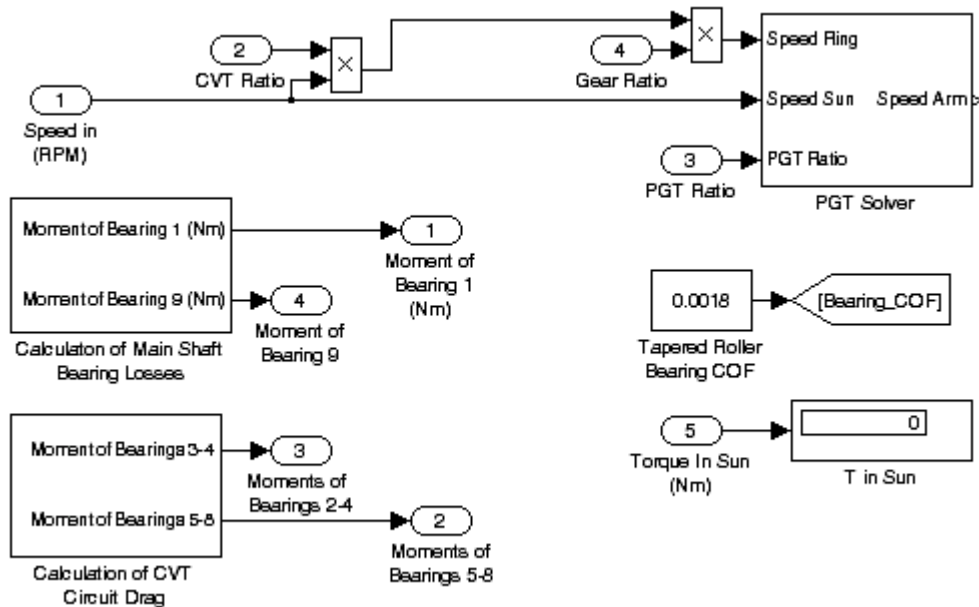 2
CVT Ratio
×
×
4
Gear Ratio
Speed Ring
1
Speed in
(RPM)
Speed Sun
Speed Arm
3
PGT Ratio
PGT Ratio
PGT Solver
Moment of Bearing 1 (Nm)
Moment of Bearing 9 (Nm)
Calculaton of Main Shaft
Bearing Losses
1
Moment of
Bearing 1
(Nm)
4
Moment of
Bearing 9
0.0018
Tapered Roller
Bearing COF
[Bearing_COF]
Moment of Bearings 3-4
Moment of Bearings 5-8
Calculation of CVT
Circuit Drag
3
Moments of
Bearings 2-4
2
Moments of
Bearings 5-8
5
Torque In Sun
(Nm)
0
T in Sun